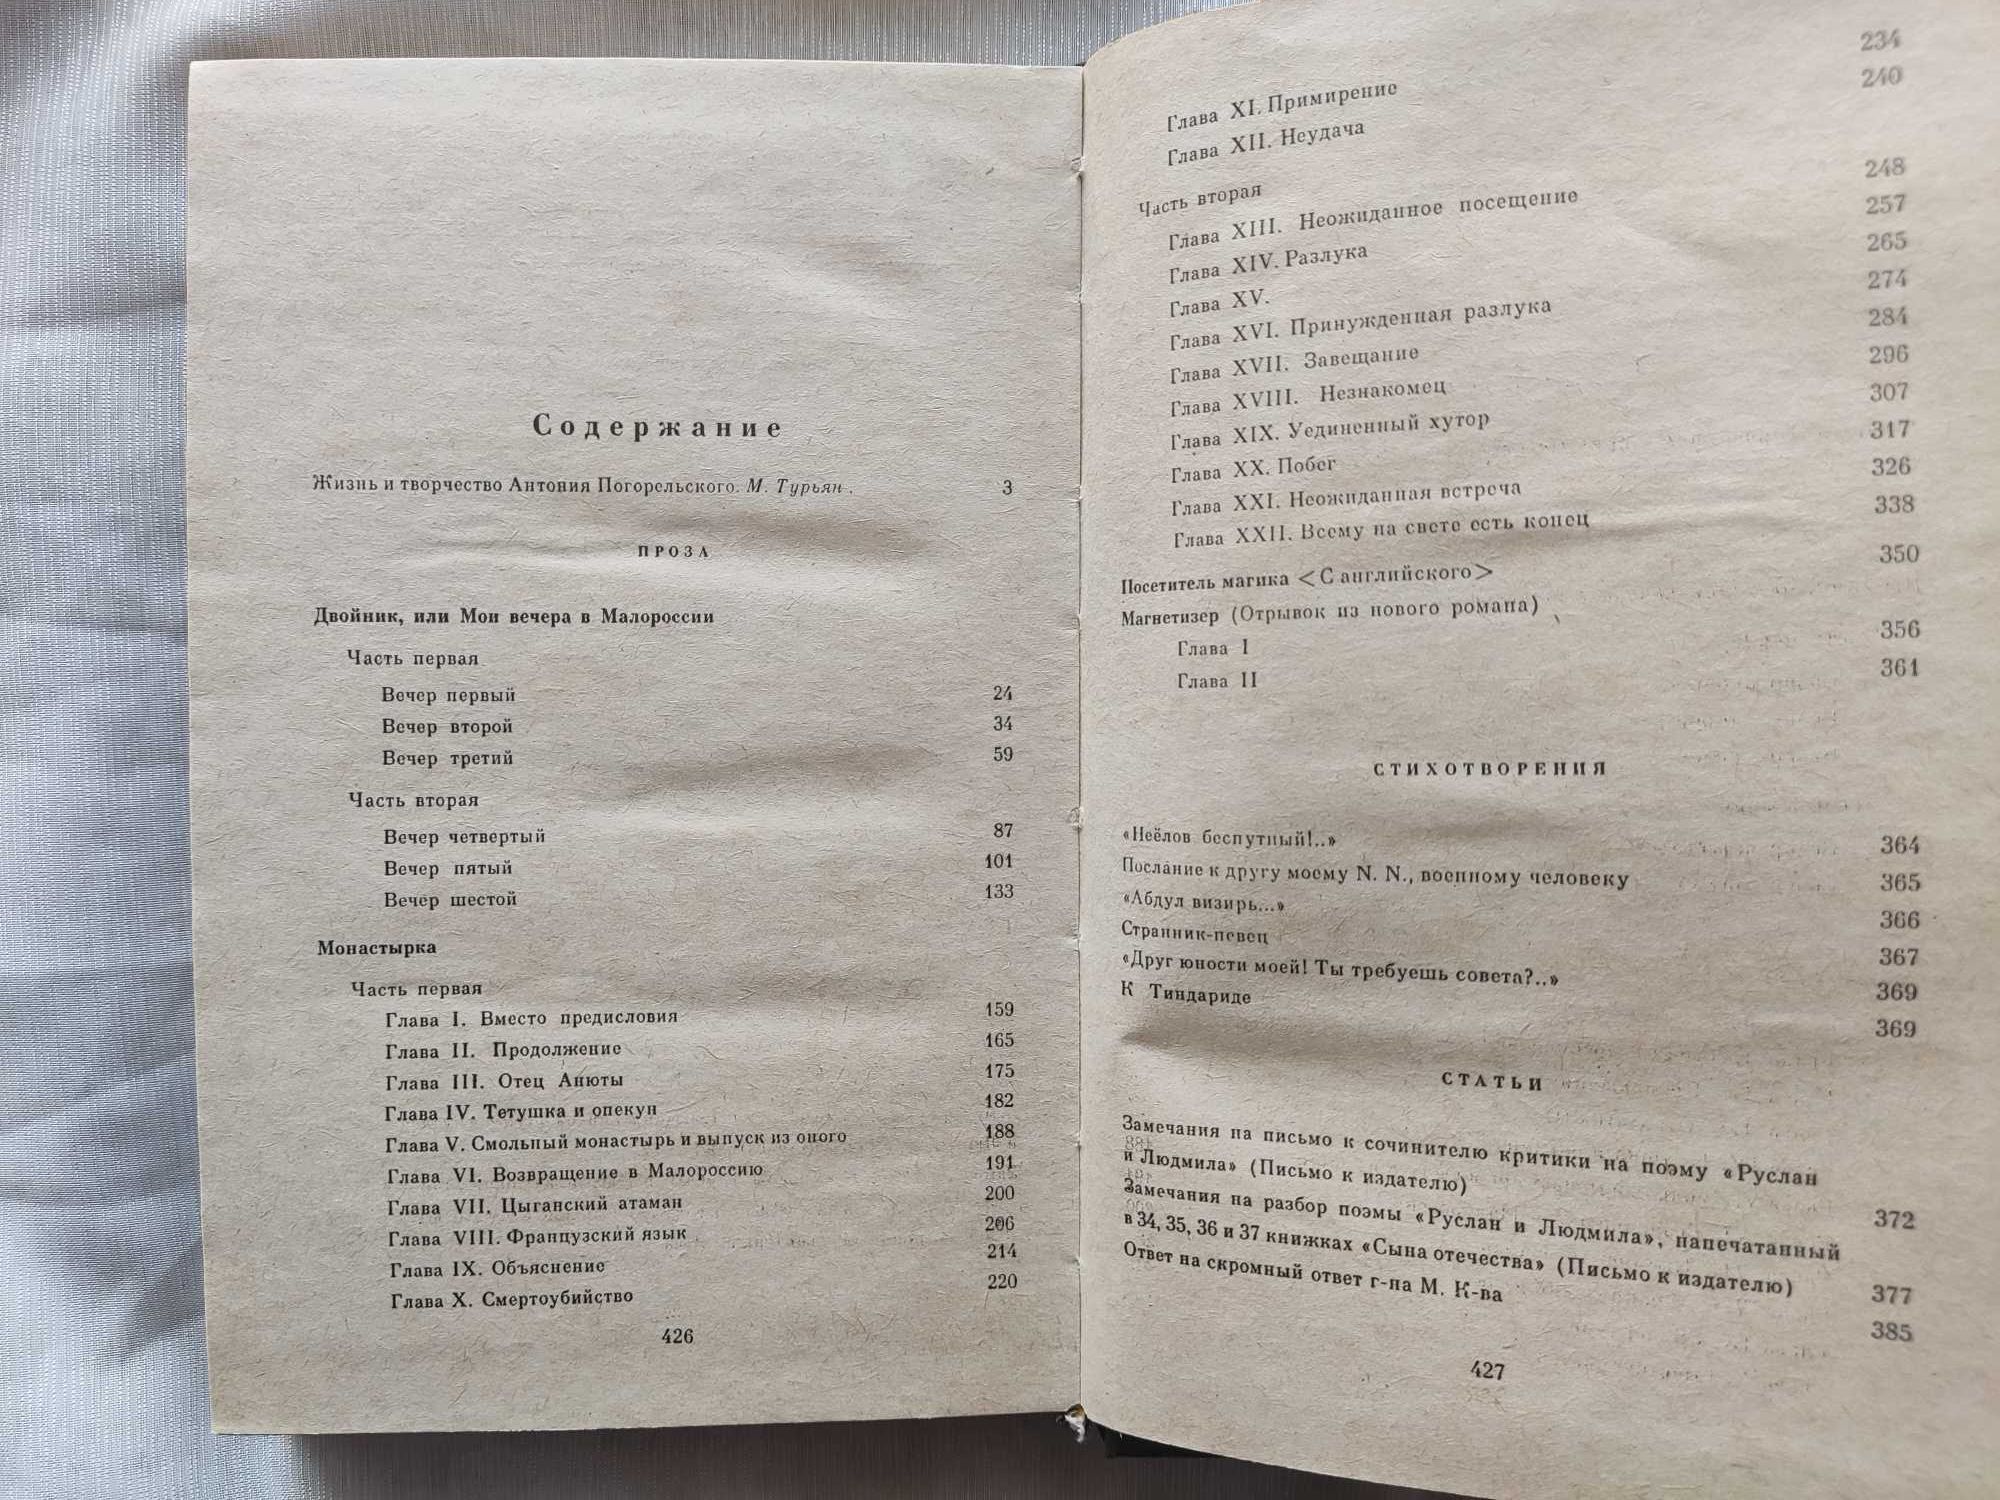 Содержание
Жизнь и творчество Антония Погорельского. М. Турьян . 3
ПРОЗА
Двойник, или Мои вечера в Малороссии
Часть первая
Вечер первый 24
Вечер второй 34
Вечер третий 59
Часть вторая
Вечер четвертый 87
Вечер пятый 101
Вечер шестой 133
Монастырка
Часть первая
Глава I. Вместо предисловия 159
Глава II. Продолжение 165
Глава III. Отец Анюты 175
Глава IV. Тетушка и опекун 182
Глава V. Смольный монастырь и выпуск из оного 188
Глава VI. Возвращение в Малороссию 191
Глава VII. Цыганский атаман 200
Глава VIII. Французский язык 206
Глава IX. Объяснение 214
Глава X. Смертоубийство 220
426
Глава XI. Примирение 234
Глава XII. Неудача 240
Часть вторая
Глава XIII. Неожиданное посещение 248
Глава XIV. Разлука 257
Глава XV. 265
Глава XVI. Принужденная разлука 274
Глава XVII. Завещание 284
Глава XVIII. Незнакомец 296
Глава XIX. Уединенный хутор 307
Глава XX. Побег 317
Глава XXI. Неожиданная встреча 326
Глава XXII. Всему на свете есть конец 338
Посетитель магика <С английского> 350
Магнетизер (Отрывок из нового романа)
Глава I 356
Глава II 361
СТИХОТВОРЕНИЯ
«Неёлов беспутный!..» 364
Послание к другу моему N. N., военному человеку 365
«Абдул визирь...» 366
Странник-певец 367
«Друг юности моей! Ты требуешь совета?..» 369
К Тиндариде 369
СТАТЬИ
Замечания на письмо к сочинителю критики на поэму «Руслан
и Людмила» (Письмо к издателю) 372
Замечания на разбор поэмы «Руслан и Людмила», напечатанный
в 34, 35, 36 и 37 книжках «Сына отечества» (Письмо к издателю) 377
Ответ на скромный ответ г-на М. К-ва 385
427